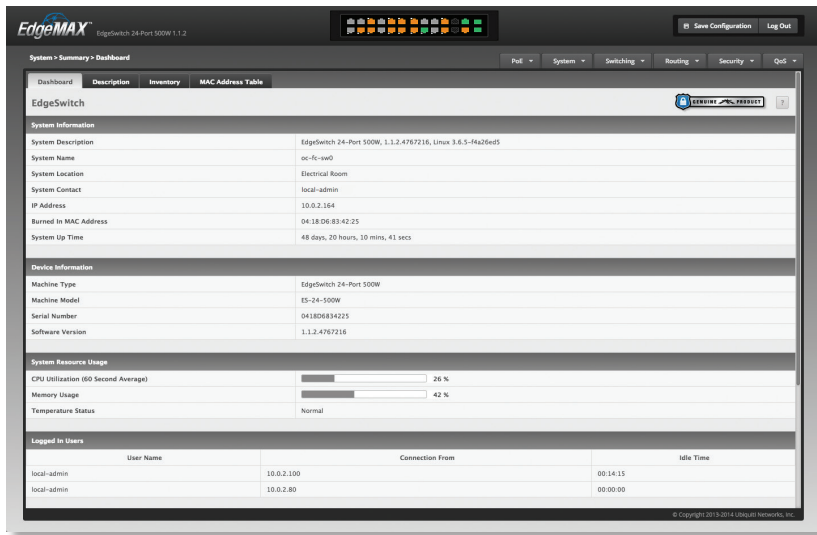 EdgeMAX™ EdgeSwitch 24-Port 500W 1.1.2
Save Configuration Log Out
System > Summary > Dashboard
PoE System Switching Routing Security QoS
Dashboard Description Inventory MAC Address Table
EdgeSwitch
GENUINE PRODUCT ?
System Information
System Description EdgeSwitch 24-Port 500W, 1.1.2.4767216, Linux 3.6.5-f4a26ed5
System Name oc-fc-sw0
System Location Electrical Room
System Contact local-admin
IP Address 10.0.2.164
Burned In MAC Address 04:18:D6:83:42:25
System Up Time 48 days, 20 hours, 10 mins, 41 secs
Device Information
Machine Type EdgeSwitch 24-Port 500W
Machine Model ES-24-500W
Serial Number 0418D6834225
Software Version 1.1.2.4767216
System Resource Usage
CPU Utilization (60 Second Average) 26 %
Memory Usage 42 %
Temperature Status Normal
Logged In Users
User Name Connection From Idle Time
local-admin 10.0.2.100 00:14:15
local-admin 10.0.2.80 00:00:00
© Copyright 2013-2014 Ubiquiti Networks, Inc.